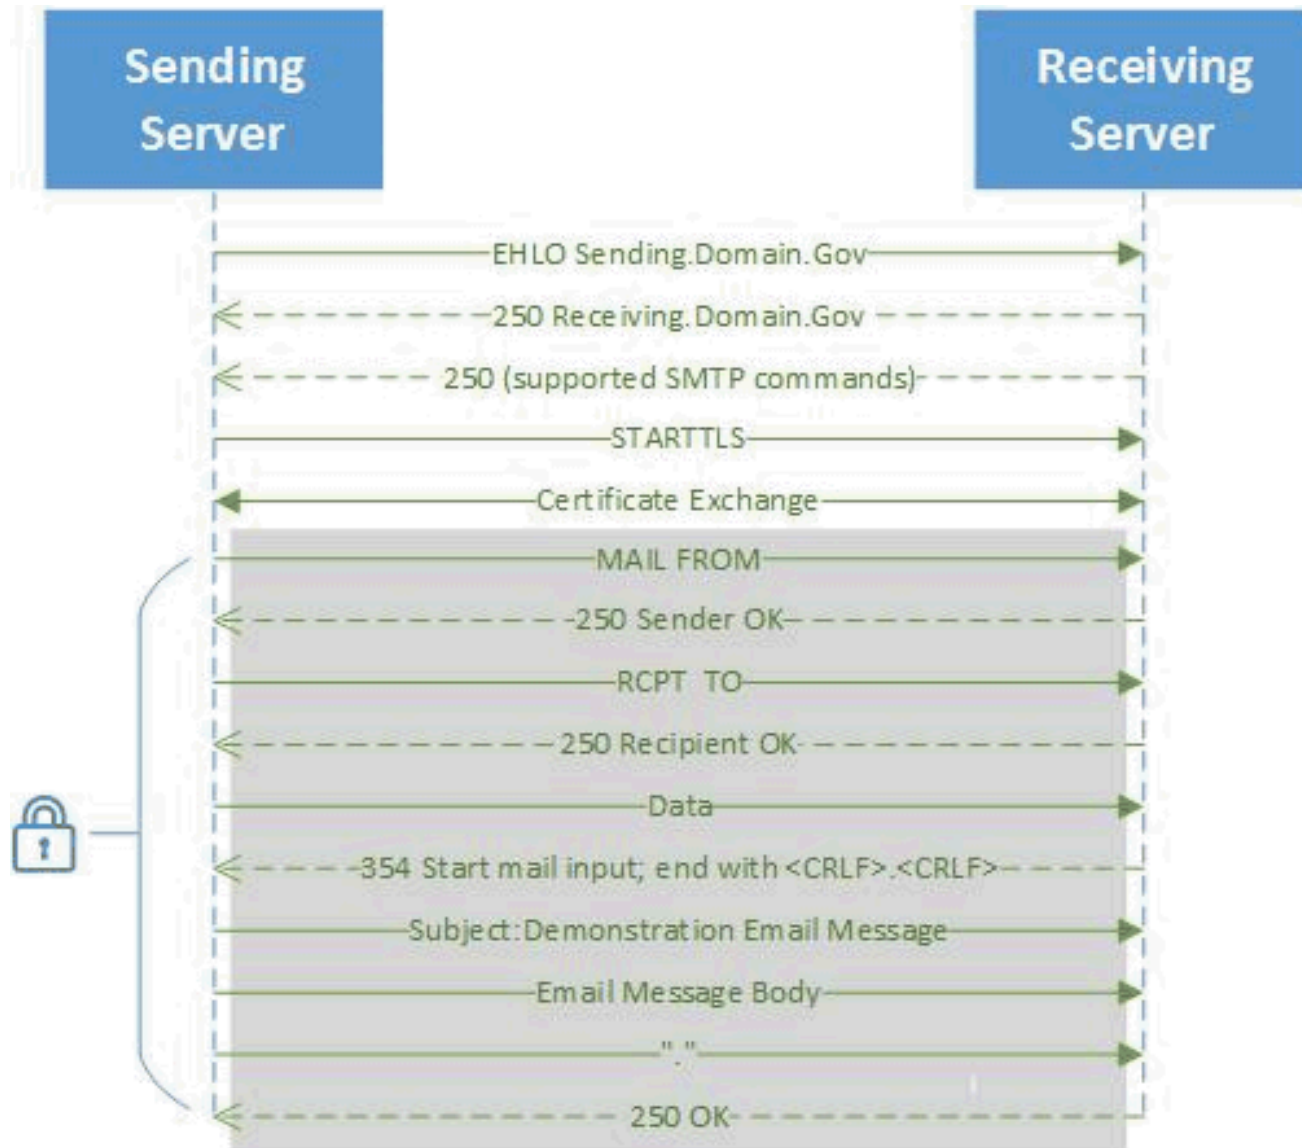 Sending
Server
Receiving
Server
EHLO Sending.Domain.Gov
250 Receiving.Domain.Gov
250 (supported SMTP commands)
STARTTLS
Certificate Exchange
MAIL FROM
250 Sender OK
RCPT TO
250 Recipient OK
Data
354 Start mail input; end with <CRLF>.<CRLF>
Subject:Demonstration Email Message
Email Message Body
"."
250 OK